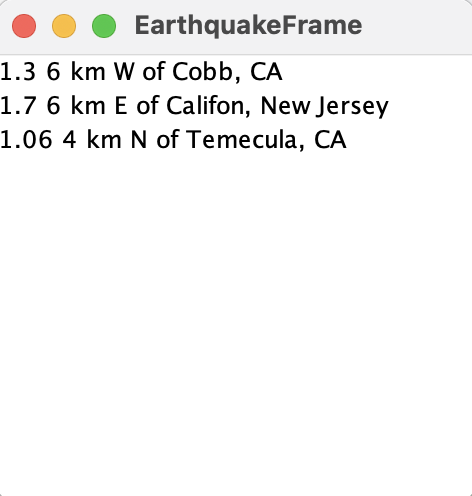 EarthquakeFrame
1.3 6 km W of Cobb, CA
1.7 6 km E of Califon, New Jersey
1.06 4 km N of Temecula, CA